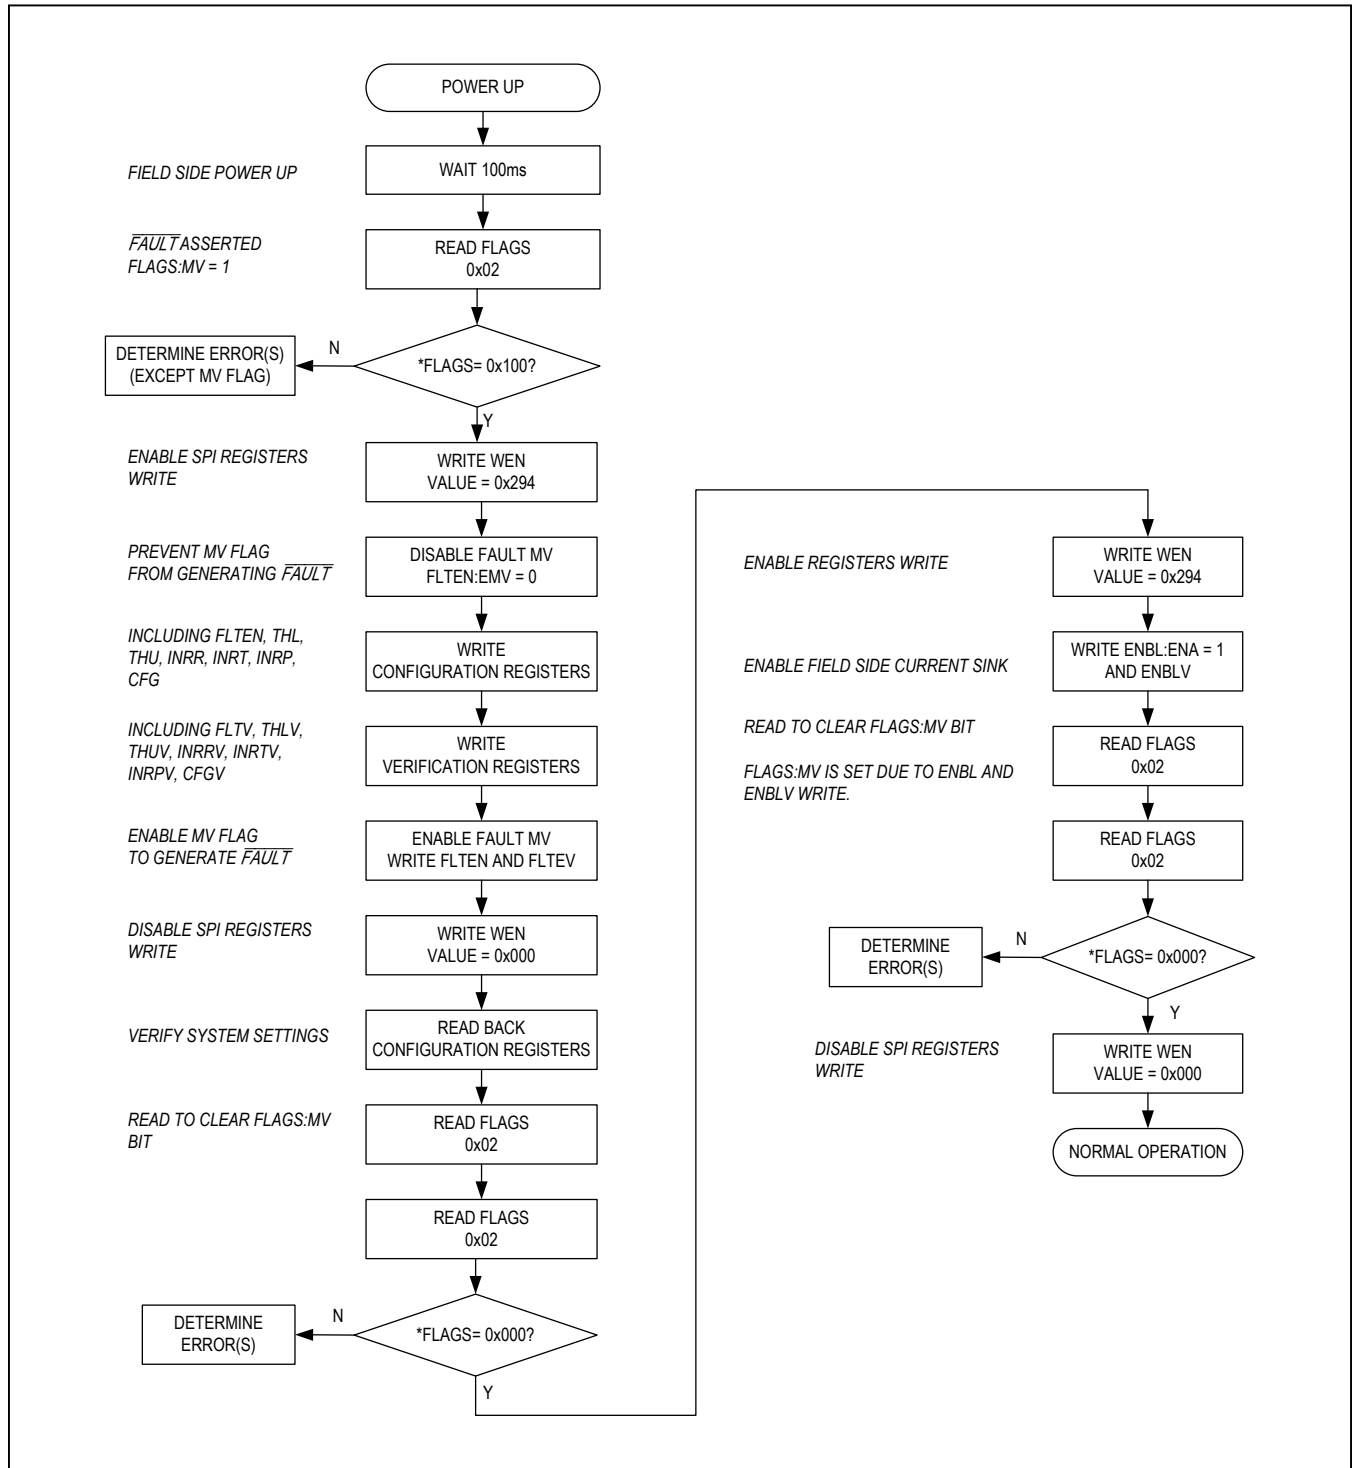 POWER UP
FIELD SIDE POWER UP
WAIT 100ms
FAULT ASSERTED
FLAGS:MV = 1
READ FLAGS
0x02
DETERMINE ERROR(S)
(EXCEPT MV FLAG)
N
*FLAGS= 0x100?
Y
ENABLE SPI REGISTERS
WRITE
WRITE WEN
VALUE = 0x294
PREVENT MV FLAG
FROM GENERATING FAULT
DISABLE FAULT MV
FLTEN:EMV = 0
INCLUDING FLTEN, THL,
THU, INRR, INRT, INRP,
CFG
WRITE
CONFIGURATION REGISTERS
INCLUDING FLTV, THLV,
THUV, INRRV, INRTV,
INRPV, CFGV
WRITE
VERIFICATION REGISTERS
ENABLE MV FLAG
TO GENERATE FAULT
ENABLE FAULT MV
WRITE FLTEN AND FLTEV
DISABLE SPI REGISTERS
WRITE
WRITE WEN
VALUE = 0x000
VERIFY SYSTEM SETTINGS
READ BACK
CONFIGURATION REGISTERS
READ TO CLEAR FLAGS:MV
BIT
READ FLAGS
0x02
READ FLAGS
0x02
DETERMINE
ERROR(S)
N
*FLAGS= 0x000?
Y
ENABLE REGISTERS WRITE
WRITE WEN
VALUE = 0x294
ENABLE FIELD SIDE CURRENT SINK
WRITE ENBL:ENA = 1
AND ENBLV
READ TO CLEAR FLAGS:MV BIT
FLAGS:MV IS SET DUE TO ENBL AND
ENBLV WRITE.
READ FLAGS
0x02
READ FLAGS
0x02
DETERMINE
ERROR(S)
N
*FLAGS= 0x000?
Y
DISABLE SPI REGISTERS
WRITE
WRITE WEN
VALUE = 0x000
NORMAL OPERATION